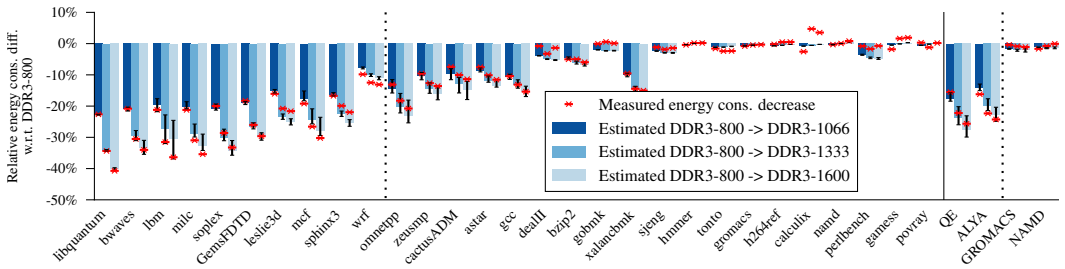 Relative energy cons. diff.
w.r.t. DDR3-800
10%
0%
-10%
-20%
-30%
-40%
-50%
Measured energy cons. decrease
Estimated DDR3-800 -> DDR3-1066
Estimated DDR3-800 -> DDR3-1333
Estimated DDR3-800 -> DDR3-1600
libquantum
bwaves
lbm
milc
soplex
GemsFDTD
leslie3d
mcf
sphinx3
wrf
omnetpp
zeusmp
cactusADM
astar
gcc
dealII
bzip2
gobmk
xalancbmk
sjeng
hmmer
tonto
gromacs
h264ref
calculix
namd
perlbench
gamess
povray
QE
ALYA
GROMACS
NAMD